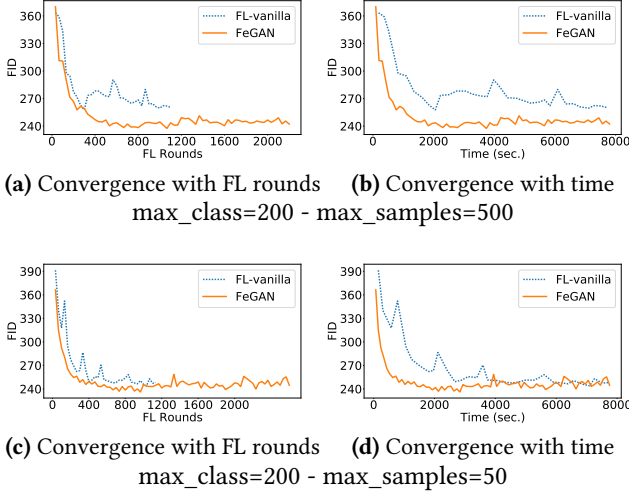 360
330
300
270
240
FID
0 400 800 1200 1600 2000
FL Rounds
FL-vanilla
FeGAN
360
330
300
270
240
FID
0 2000 4000 6000 8000
Time (sec.)
FL-vanilla
FeGAN
(a) Convergence with FL rounds (b) Convergence with time
max_class=200 - max_samples=500
390
360
330
300
270
240
FID
0 400 800 1200 1600 2000
FL Rounds
FL-vanilla
FeGAN
390
360
330
300
270
240
FID
0 2000 4000 6000 8000
Time (sec.)
FL-vanilla
FeGAN
(c) Convergence with FL rounds (d) Convergence with time
max_class=200 - max_samples=50